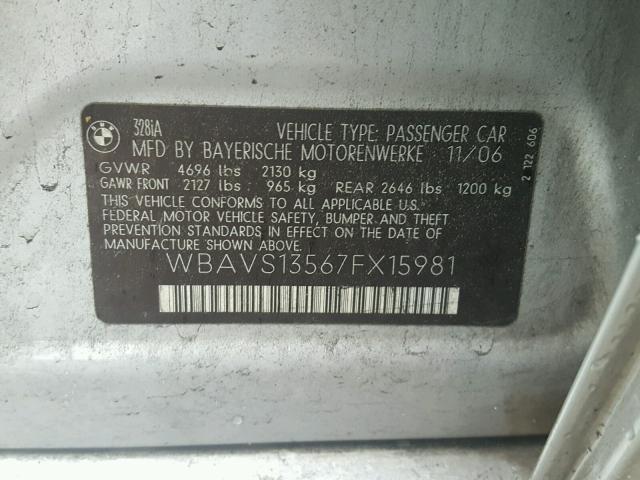 BMW
328iA VEHICLE TYPE: PASSENGER CAR
MFD BY BAYERISCHE MOTORENWERKE 11/06
GVWR 4696 lbs 2130 kg
GAWR FRONT 2127 lbs 965 kg REAR 2646 lbs 1200 kg
THIS VEHICLE CONFORMS TO ALL APPLICABLE U.S.
FEDERAL MOTOR VEHICLE SAFETY, BUMPER AND THEFT
PREVENTION STANDARDS IN EFFECT ON THE DATE OF
MANUFACTURE SHOWN ABOVE.
WBAVS13567FX15981
2 122 606